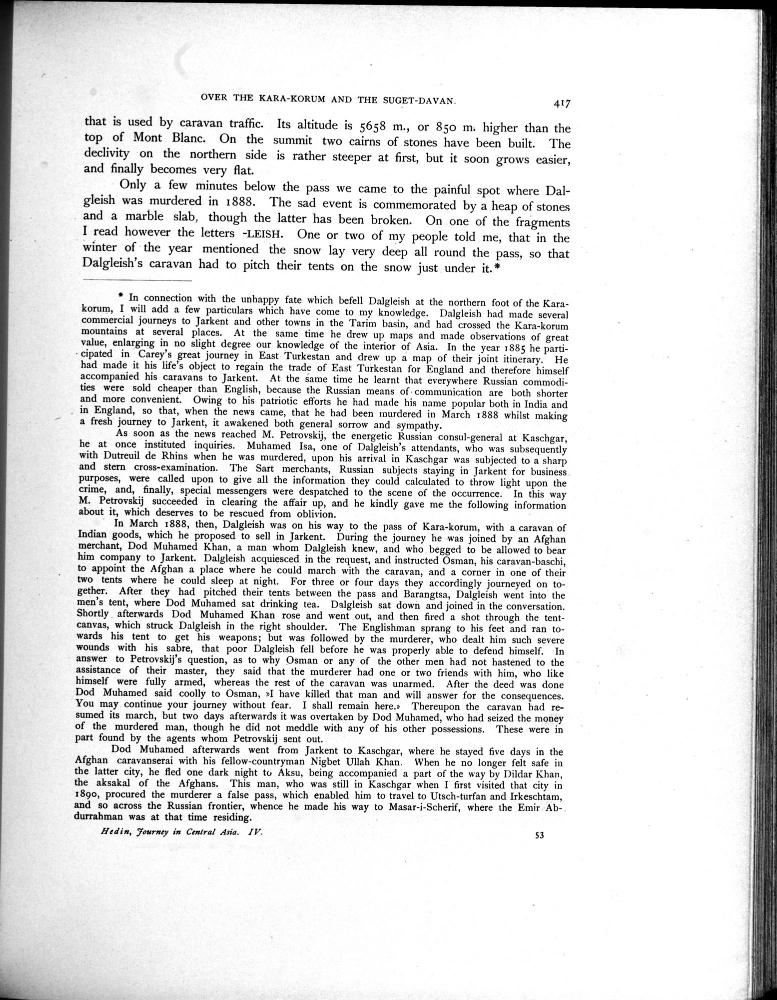 OVER THE KARA-KORUM AND THE SUGET-DAVAN.
417
that is used by caravan traffic. Its altitude is 5658 m., or 850 m. higher than the
top of Mont Blanc. On the summit two cairns of stones have been built. The
declivity on the northern side is rather steeper at first, but it soon grows easier,
and finally becomes very flat.
Only a few minutes below the pass we came to the painful spot where Dal-
gleish was murdered in 1888. The sad event is commemorated by a heap of stones
and a marble slab, though the latter has been broken. On one of the fragments
I read however the letters -LEISH. One or two of my people told me, that in the
winter of the year mentioned the snow lay very deep all round the pass, so that
Dalgleish's caravan had to pitch their tents on the snow just under it.*
* In connection with the unhappy fate which befell Dalgleish at the northern foot of the Kara-
korum, I will add a few particulars which have come to my knowledge. Dalgleish had made several
commercial journeys to Jarkent and other towns in the Tarim basin, and had crossed the Kara-korum
mountains at several places. At the same time he drew up maps and made observations of great
value, enlarging in no slight degree our knowledge of the interior of Asia. In the year 1885 he parti-
cipated in Carey's great journey in East Turkestan and drew up a map of their joint itinerary. He
had made it his life's object to regain the trade of East Turkestan for England and therefore himself
accompanied his caravans to Jarkent. At the same time he learnt that everywhere Russian commodi-
ties were sold cheaper than English, because the Russian means of communication are both shorter
and more convenient. Owing to his patriotic efforts he had made his name popular both in India and
in England, so that, when the news came, that he had been murdered in March 1888 whilst making
a fresh journey to Jarkent, it awakened both general sorrow and sympathy.
As soon as the news reached M. Petrovskij, the energetic Russian consul-general at Kaschgar,
he at once instituted inquiries. Muhamed Isa, one of Dalgleish's attendants, who was subsequently
with Dutreuil de Rhins when he was murdered, upon his arrival in Kaschgar was subjected to a sharp
and stern cross-examination. The Sart merchants, Russian subjects staying in Jarkent for business
purposes, were called upon to give all the information they could calculated to throw light upon the
crime, and, finally, special messengers were despatched to the scene of the occurrence. In this way
M. Petrovskij succeeded in clearing the affair up, and he kindly gave me the following information
about it, which deserves to be rescued from oblivion.
In March 1888, then, Dalgleish was on his way to the pass of Kara-korum, with a caravan of
Indian goods, which he proposed to sell in Jarkent. During the journey he was joined by an Afghan
merchant, Dod Muhamed Khan, a man whom Dalgleish knew, and who begged to be allowed to bear
him company to Jarkent. Dalgleish acquiesced in the request, and instructed Osman, his caravan-baschi,
to appoint the Afghan a place where he could march with the caravan, and a corner in one of their
two tents where he could sleep at night. For three or four days they accordingly journeyed on to-
gether. After they had pitched their tents between the pass and Barangtsa, Dalgleish went into the
men's tent, where Dod Muhamed sat drinking tea. Dalgleish sat down and joined in the conversation.
Shortly afterwards Dod Muhamed Khan rose and went out, and then fired a shot through the tent-
canvas, which struck Dalgleish in the right shoulder. The Englishman sprang to his feet and ran to-
wards his tent to get his weapons; but was followed by the murderer, who dealt him such severe
wounds with his sabre, that poor Dalgleish fell before he was properly able to defend himself. In
answer to Petrovskij's question, as to why Osman or any of the other men had not hastened to the
assistance of their master, they said that the murderer had one or two friends with him, who like
himself were fully armed, whereas the rest of the caravan was unarmed. After the deed was done
Dod Muhamed said coolly to Osman, »I have killed that man and will answer for the consequences.
You may continue your journey without fear. I shall remain here.» Thereupon the caravan had re-
sumed its march, but two days afterwards it was overtaken by Dod Muhamed, who had seized the money
of the murdered man, though he did not meddle with any of his other possessions. These were in
part found by the agents whom Petrovskij sent out.
Dod Muhamed afterwards went from Jarkent to Kaschgar, where he stayed five days in the
Afghan caravanserai with his fellow-countryman Nigbet Ullah Khan. When he no longer felt safe in
the latter city, he fled one dark night to Aksu, being accompanied a part of the way by Dildar Khan,
the aksakal of the Afghans. This man, who was still in Kaschgar when I first visited that city in
1890, procured the murderer a false pass, which enabled him to travel to Utsch-turfan and Irkeschtam,
and so across the Russian frontier, whence he made his way to Masar-i-Scherif, where the Emir Ab-
durrahman was at that time residing.
Hedin, Journey in Central Asia. IV.
53